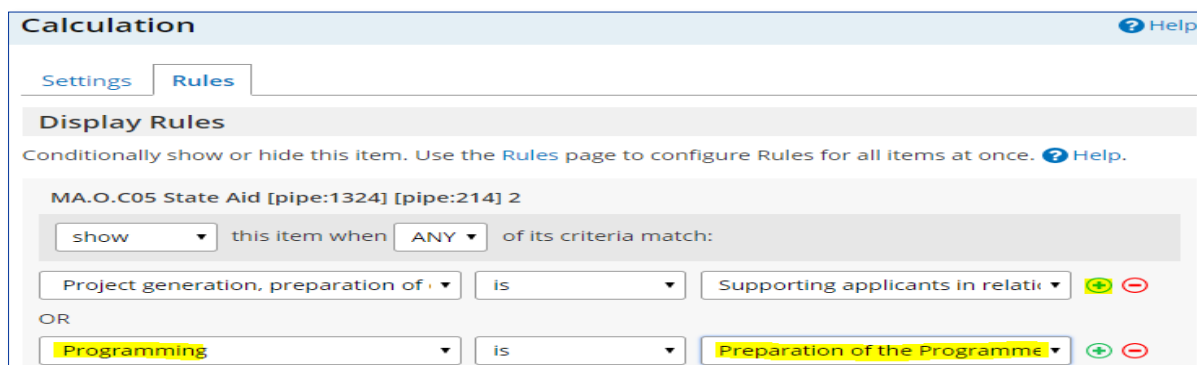 Calculation
Help
Settings Rules
Display Rules
Conditionally show or hide this item. Use the Rules page to configure Rules for all items at once. Help.
MA.O.C05 State Aid [pipe:1324] [pipe:214] 2
show this item when ANY of its criteria match:
Project generation, preparation of is Supporting applicants in
OR
Programming is Preparation of the Programme